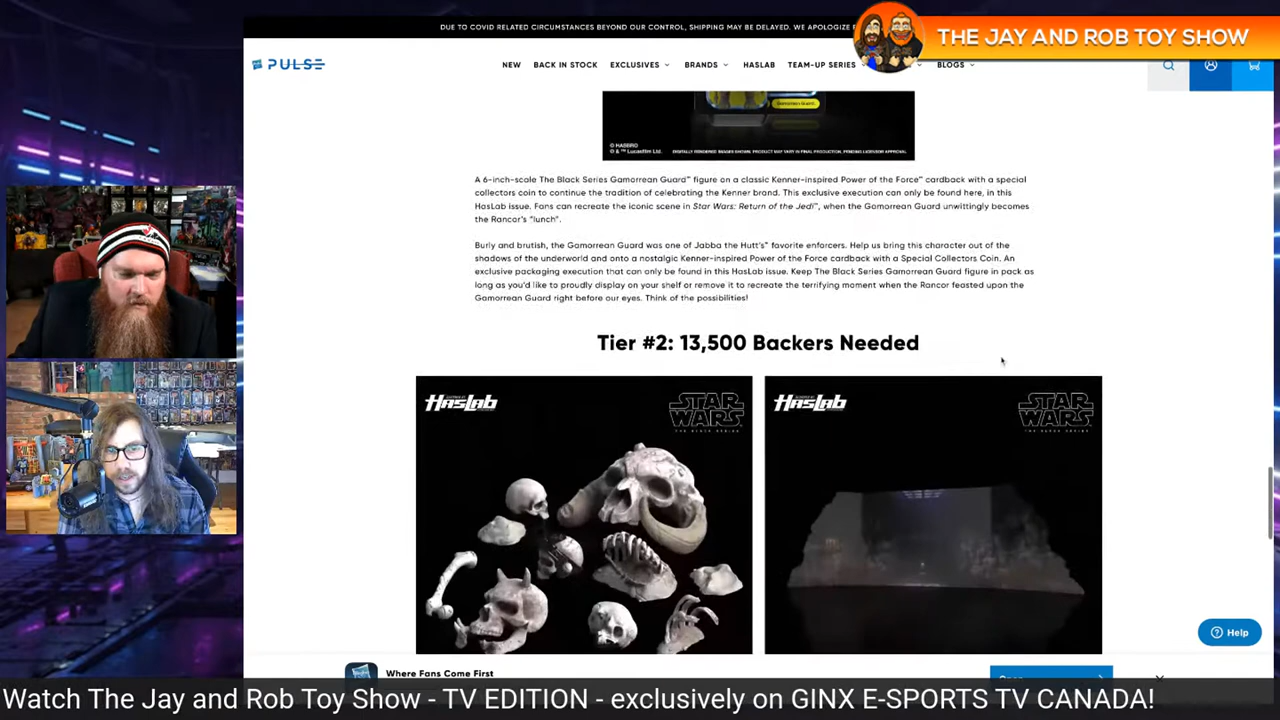 DUE TO COVID RELATED CIRCUMSTANCES BEYOND OUR CONTROL, SHIPPING MAY BE DELAYED. WE APOLOGIZE
THE JAY AND ROB TOY SHOW
PULSE
NEW BACK IN STOCK EXCLUSIVES BRANDS HASLAB TEAM-UP SERIES BLOGS
Gamorrean Guard
© HASBRO
© & ™ Lucasfilm Ltd.
DIGITALLY RENDERED IMAGES SHOWN. PRODUCT MAY VARY IN FINAL PRODUCTION. PENDING LICENSOR APPROVAL.
A 6-inch-scale The Black Series Gamorrean Guard™ figure on a classic Kenner-inspired Power of the Force™ cardback with a special
collectors coin to continue the tradition of celebrating the Kenner brand. This exclusive execution can only be found here, in this
HasLab issue. Fans can recreate the iconic scene in Star Wars: Return of the Jedi™, when the Gamorrean Guard unwittingly becomes
the Rancor's "lunch".
Burly and brutish, the Gamorrean Guard was one of Jabba the Hutt's™ favorite enforcers. Help us bring this character out of the
shadows of the underworld and onto a nostalgic Kenner-inspired Power of the Force cardback with a Special Collectors Coin. An
exclusive packaging execution that can only be found in this HasLab issue. Keep The Black Series Gamorrean Guard figure in pack as
long as you'd like to proudly display on your shelf or remove it to recreate the terrifying moment when the Rancor feasted upon the
Gamorrean Guard right before our eyes. Think of the possibilities!
Tier #2: 13,500 Backers Needed
HASLAB
STAR WARS
THE BLACK SERIES
HASLAB
STAR WARS
THE BLACK SERIES
Help
Where Fans Come First
Open
Watch The Jay and Rob Toy Show - TV EDITION - exclusively on GINX E-SPORTS TV CANADA!